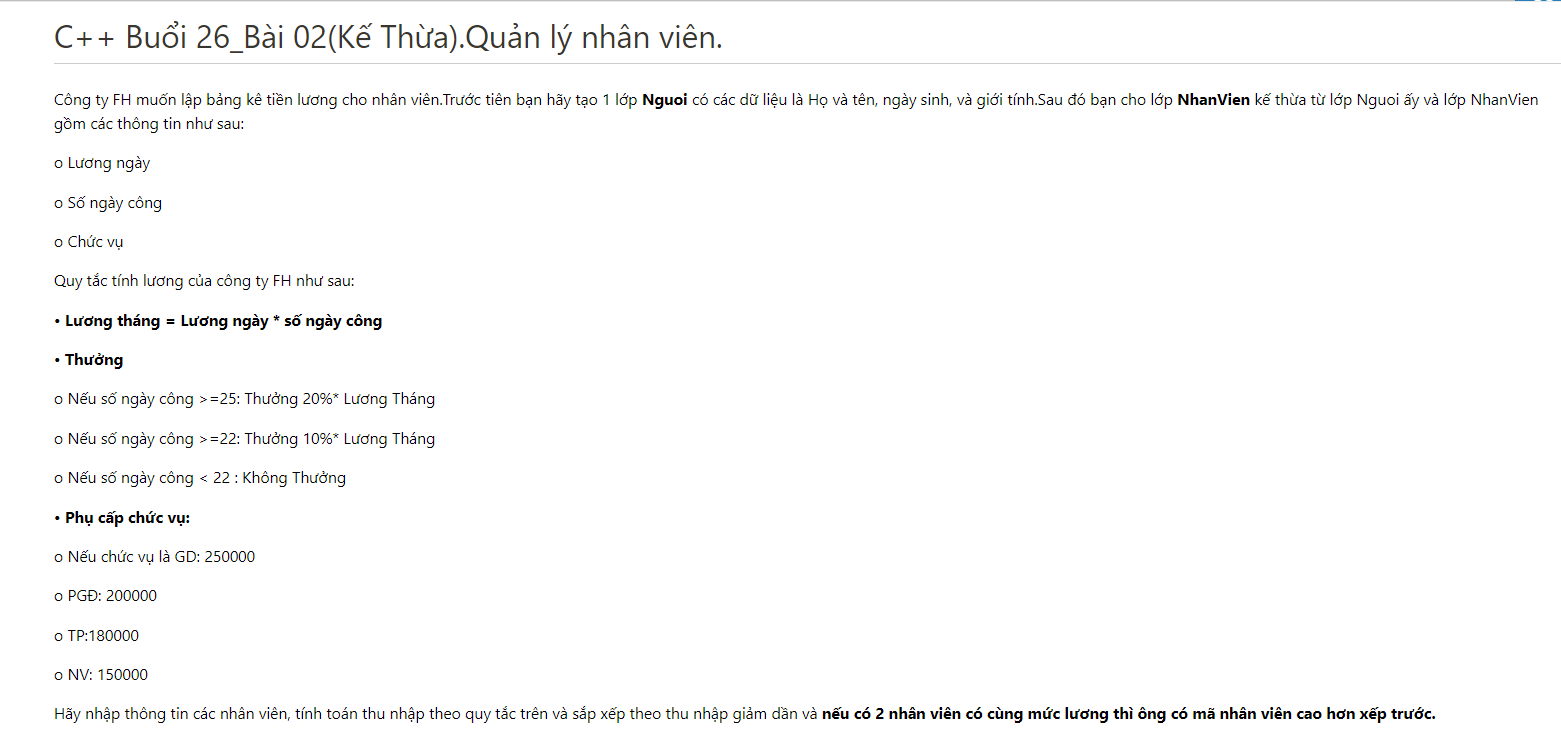 C++ Buổi 26_Bài 02(Kế Thừa).Quản lý nhân viên.
Công ty FH muốn lập bảng kê tiền lương cho nhân viên.Trước tiên bạn hãy tạo 1 lớp Nguoi có các dữ liệu là Họ và tên, ngày sinh, và giới tính.Sau đó bạn cho lớp NhanVien kế thừa từ lớp Nguoi ấy và lớp NhanVien
gồm các thông tin như sau:
o Lương ngày
o Số ngày công
o Chức vụ
Quy tắc tính lương của công ty FH như sau:
• Lương tháng = Lương ngày * số ngày công
• Thưởng
o Nếu số ngày công >=25: Thưởng 20%* Lương Tháng
o Nếu số ngày công >=22: Thưởng 10%* Lương Tháng
o Nếu số ngày công < 22 : Không Thưởng
• Phụ cấp chức vụ:
o Nếu chức vụ là GD: 250000
o PGĐ: 200000
o TP:180000
o NV: 150000
Hãy nhập thông tin các nhân viên, tính toán thu nhập theo quy tắc trên và sắp xếp theo thu nhập giảm dần và nếu có 2 nhân viên có cùng mức lương thì ông có mã nhân viên cao hơn xếp trước.